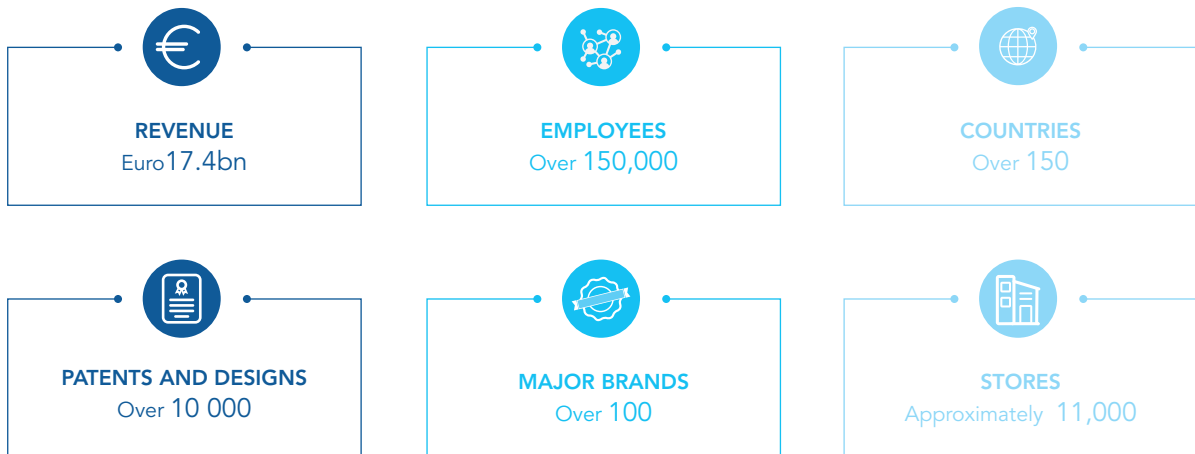 REVENUE
Euro17.4bn
EMPLOYEES
Over 150,000
COUNTRIES
Over 150
PATENTS AND DESIGNS
Over 10 000
MAJOR BRANDS
Over 100
STORES
Approximately 11,000